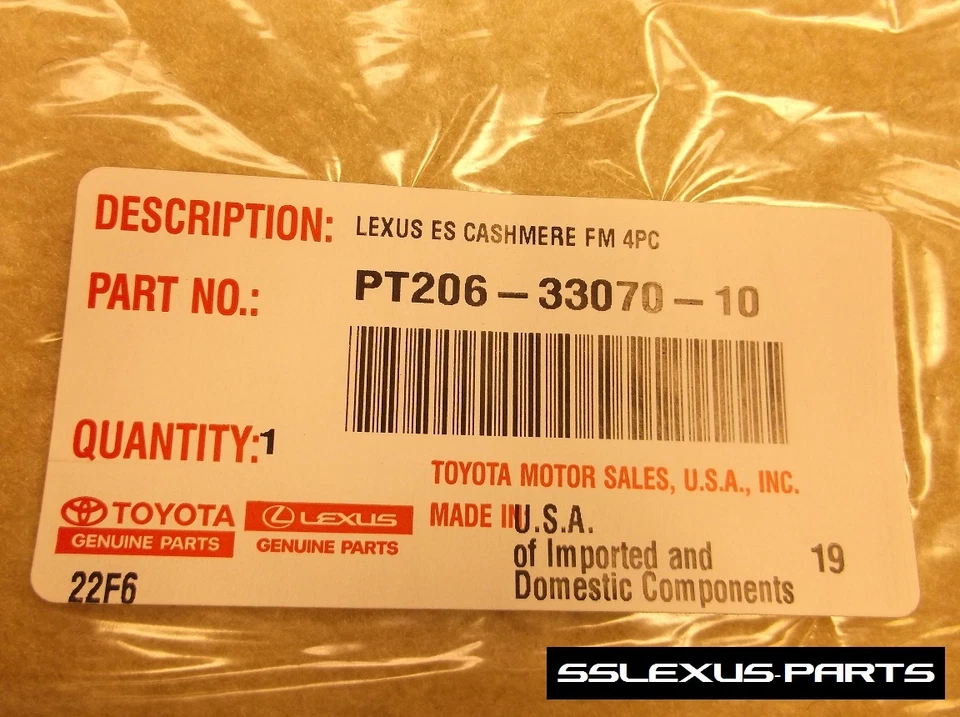 DESCRIPTION: LEXUS ES CASHMERE FM 4PC
PART NO.: PT206-33070-10
QUANTITY:1
TOYOTA MOTOR SALES, U.S.A., INC.
TOYOTA
GENUINE PARTS
LEXUS
GENUINE PARTS
MADE IN U.S.A.
of Imported and
Domestic Components
19
22F6
SSLEXUS-PARTS